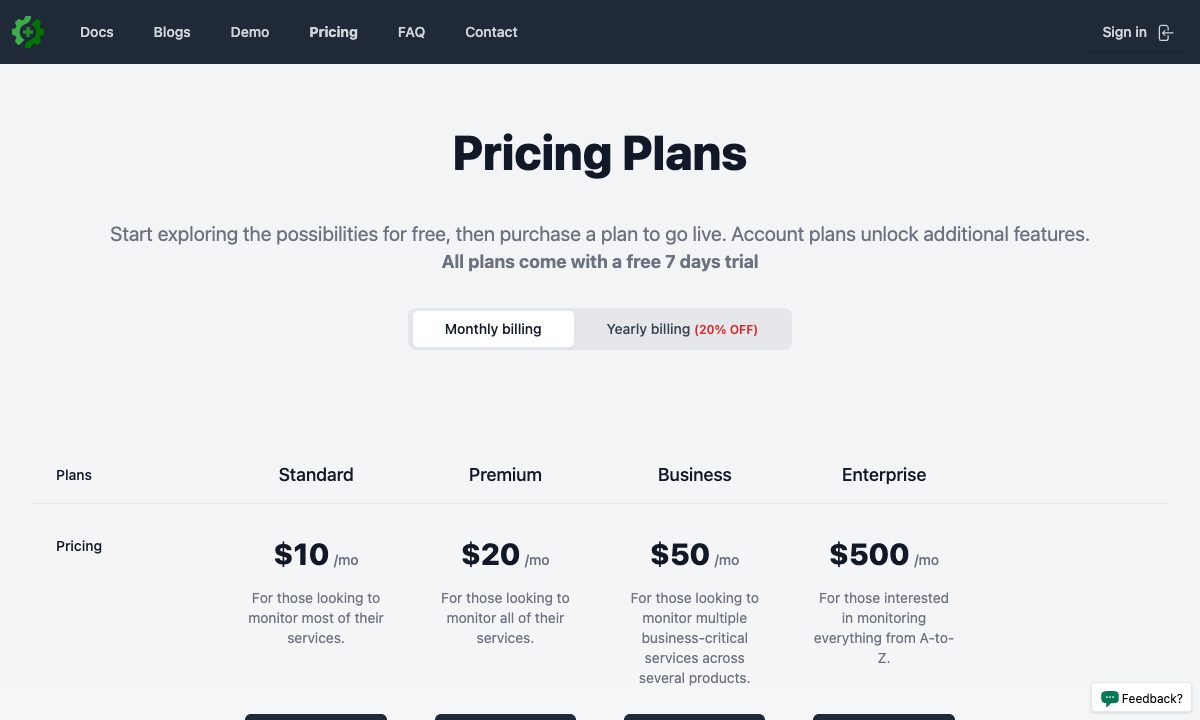 Docs Blogs Demo Pricing FAQ Contact Sign in
Pricing Plans
Start exploring the possibilities for free, then purchase a plan to go live. Account plans unlock additional features.
All plans come with a free 7 days trial
Monthly billing Yearly billing (20% OFF)
Plans Standard Premium Business Enterprise
Pricing
$10 /mo
For those looking to
monitor most of their
services.
$20 /mo
For those looking to
monitor all of their
services.
$50 /mo
For those looking to
monitor multiple
business-critical
services across
several products.
$500 /mo
For those interested
in monitoring
everything from A-to-
Z.
Feedback?